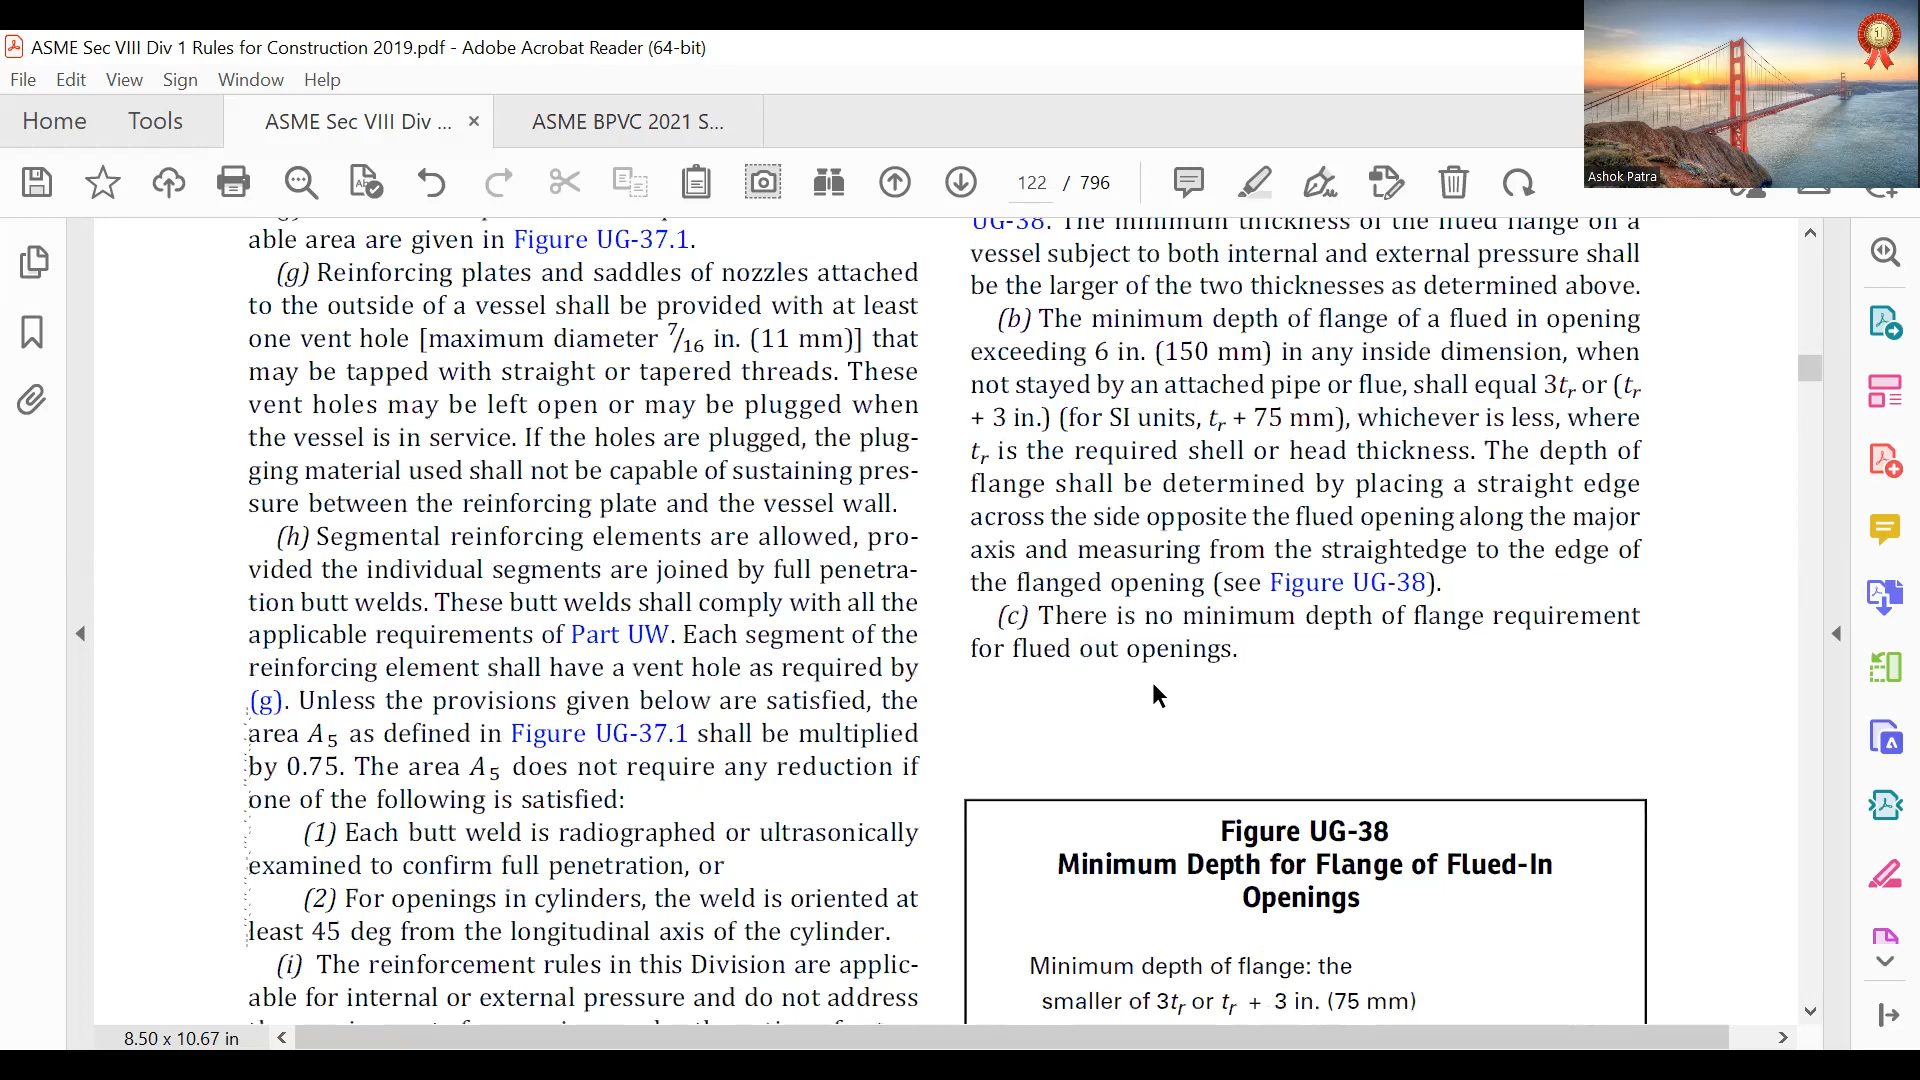 ASME Sec VIII Div 1 Rules for Construction 2019.pdf - Adobe Acrobat Reader (64-bit)
File Edit View Sign Window Help
Home Tools ASME Sec VIII Div ... × ASME BPVC 2021 S...
122 / 796
1
Ashok Patra
able area are given in Figure UG-37.1.
(g) Reinforcing plates and saddles of nozzles attached
to the outside of a vessel shall be provided with at least
one vent hole [maximum diameter 7/16 in. (11 mm)] that
may be tapped with straight or tapered threads. These
vent holes may be left open or may be plugged when
the vessel is in service. If the holes are plugged, the plug-
ging material used shall not be capable of sustaining pres-
sure between the reinforcing plate and the vessel wall.
(h) Segmental reinforcing elements are allowed, pro-
vided the individual segments are joined by full penetra-
tion butt welds. These butt welds shall comply with all the
applicable requirements of Part UW. Each segment of the
reinforcing element shall have a vent hole as required by
(g). Unless the provisions given below are satisfied, the
area A5 as defined in Figure UG-37.1 shall be multiplied
by 0.75. The area A5 does not require any reduction if
one of the following is satisfied:
(1) Each butt weld is radiographed or ultrasonically
examined to confirm full penetration, or
(2) For openings in cylinders, the weld is oriented at
least 45 deg from the longitudinal axis of the cylinder.
(i) The reinforcement rules in this Division are applic-
able for internal or external pressure and do not address
UG-38. The minimum thickness of the flued flange on a
vessel subject to both internal and external pressure shall
be the larger of the two thicknesses as determined above.
(b) The minimum depth of flange of a flued in opening
exceeding 6 in. (150 mm) in any inside dimension, when
not stayed by an attached pipe or flue, shall equal 3tr or (tr
+ 3 in.) (for SI units, tr + 75 mm), whichever is less, where
tr is the required shell or head thickness. The depth of
flange shall be determined by placing a straight edge
across the side opposite the flued opening along the major
axis and measuring from the straightedge to the edge of
the flanged opening (see Figure UG-38).
(c) There is no minimum depth of flange requirement
for flued out openings.
Figure UG-38
Minimum Depth for Flange of Flued-In
Openings
Minimum depth of flange: the
smaller of 3tr or tr + 3 in. (75 mm)
8.50 x 10.67 in